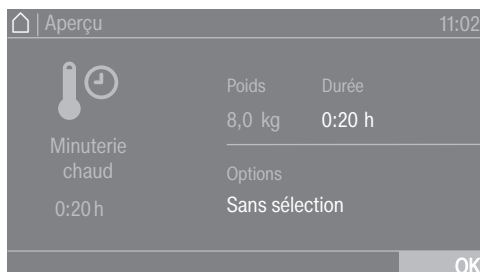 Aperçu 11:02
Minuterie
chaud
0:20 h
Poids Durée
8,0 kg 0:20 h
Options
Sans sélection
OK